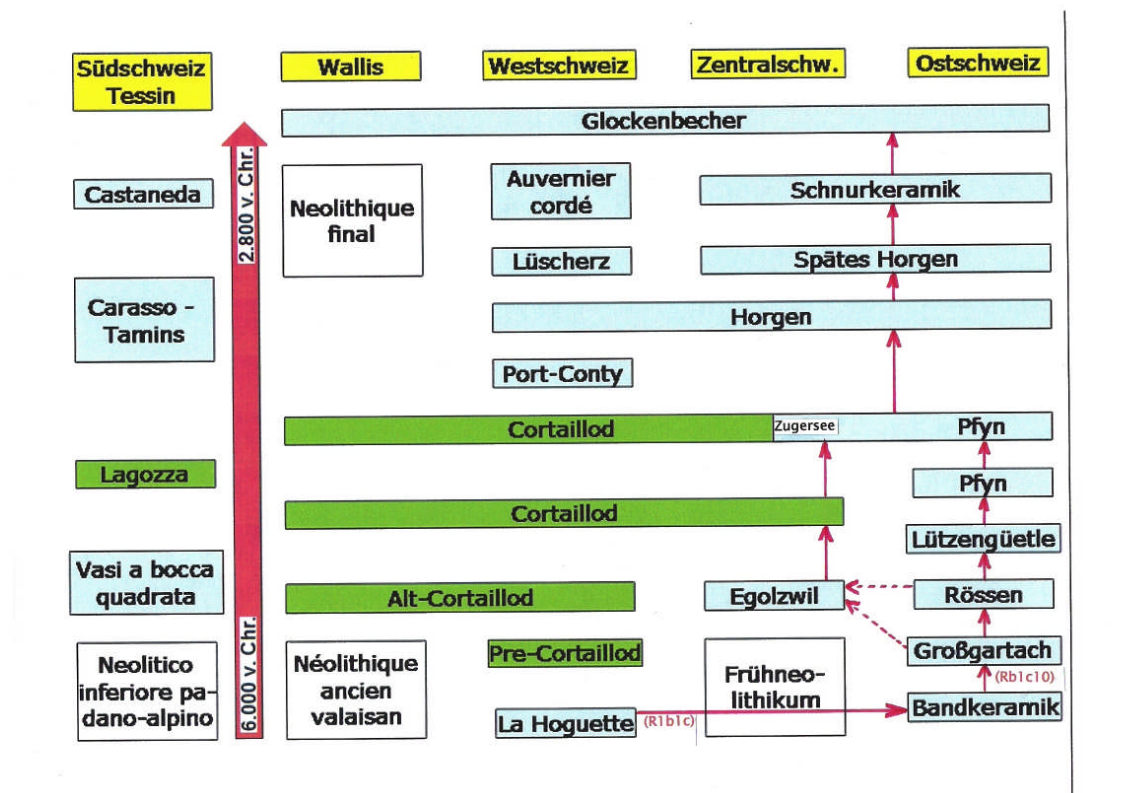 Südschweiz
Tessin
Wallis
Westschweiz
Zentralschw.
Ostschweiz
Glockenbecher
2.800 v. Chr.
6.000 v. Chr.
Castaneda
Neolithique
final
Auvernier
cordé
Schnurkeramik
Lüscherz
Spätes Horgen
Carasso -
Tamins
Horgen
Port-Conty
Cortaillod
Zugersee
Pfyn
Lagozza
Pfyn
Cortaillod
Lützengüetle
Vasi a bocca
quadrata
Alt-Cortaillod
Egolzwil
Rössen
Neolitico
inferiore pa-
dano-alpino
Néolithique
ancien
valaisan
Pre-Cortaillod
Frühneo-
lithikum
Großgartach
(Rb1c10)
La Hoguette
(R1b1c)
Bandkeramik